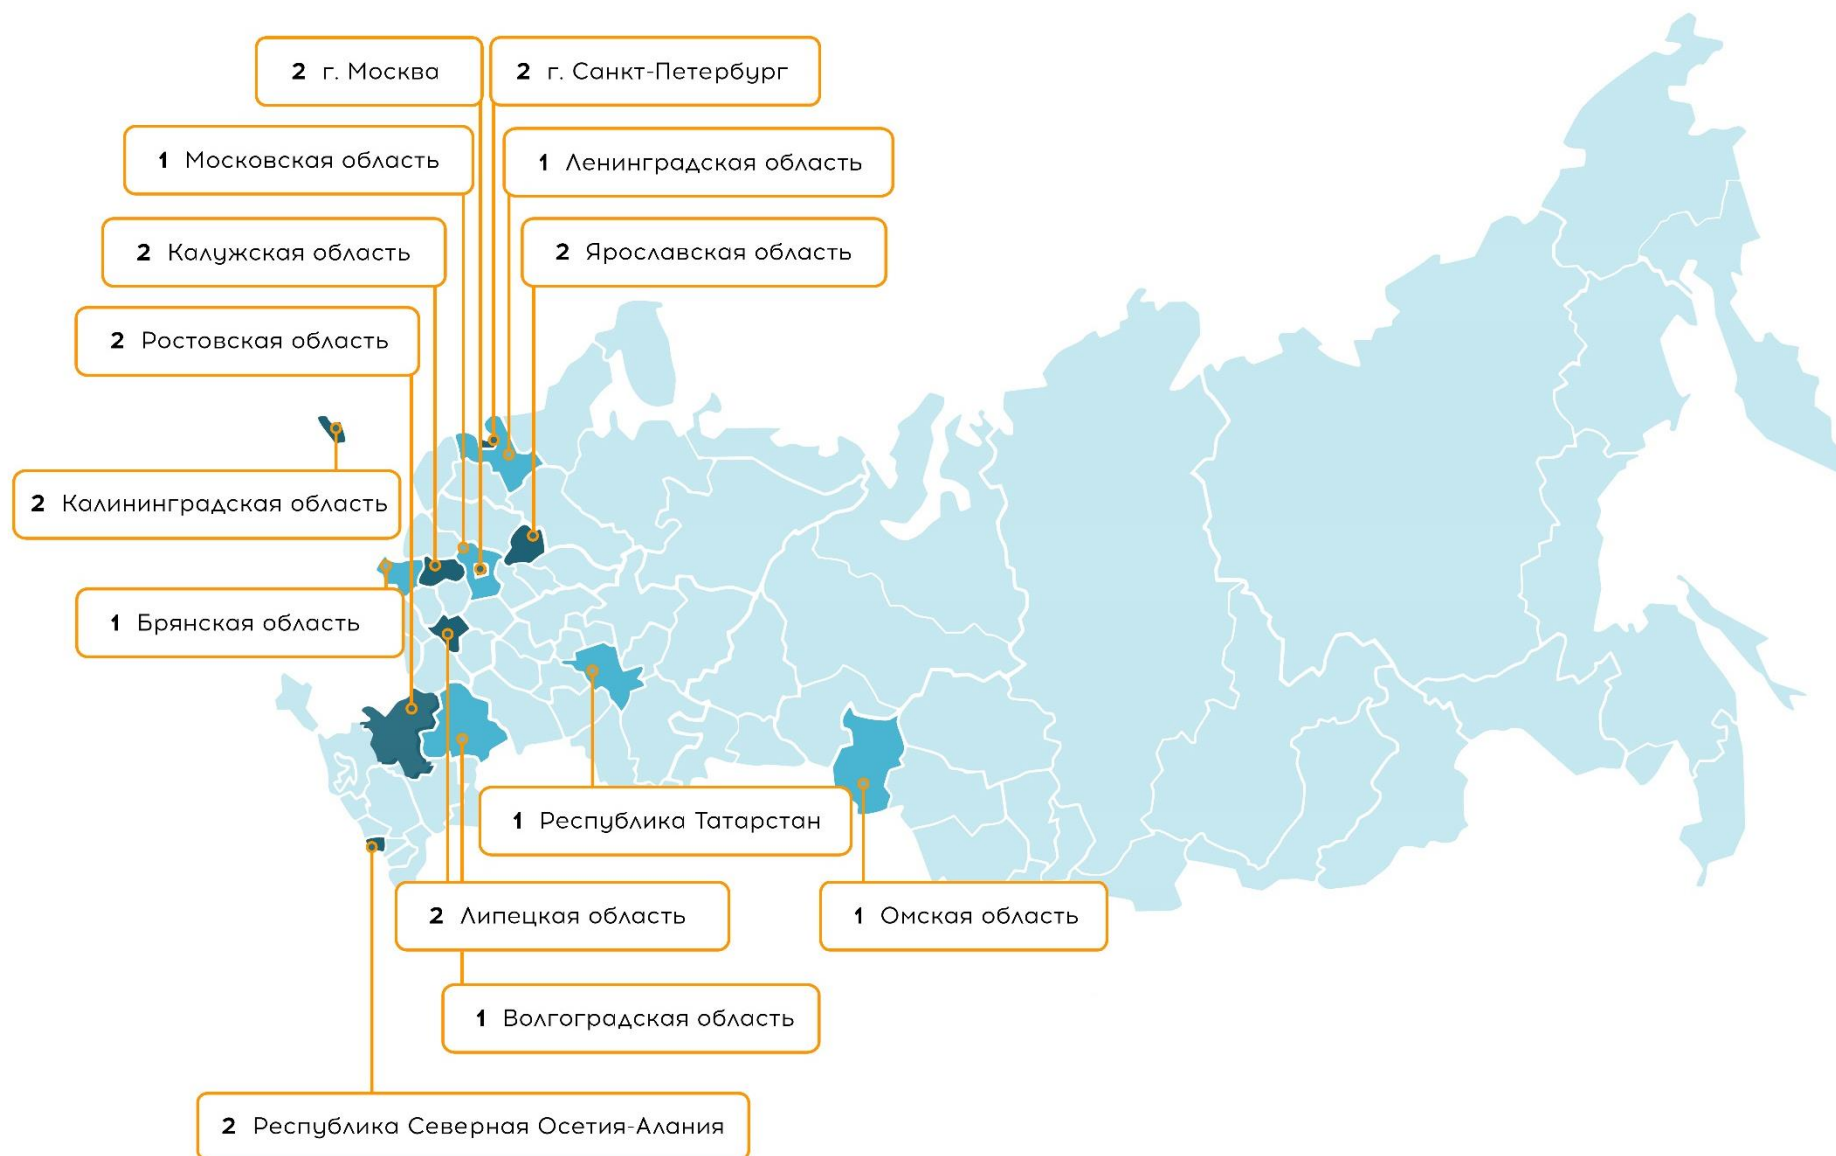 2 г. Москва
2 г. Санкт-Петербург
1 Московская область
1 Ленинградская область
2 Калужская область
2 Ярославская область
2 Ростовская область
2 Калининградская область
1 Брянская область
1 Республика Татарстан
2 Липецкая область
1 Омская область
1 Волгоградская область
2 Республика Северная Осетия-Алания